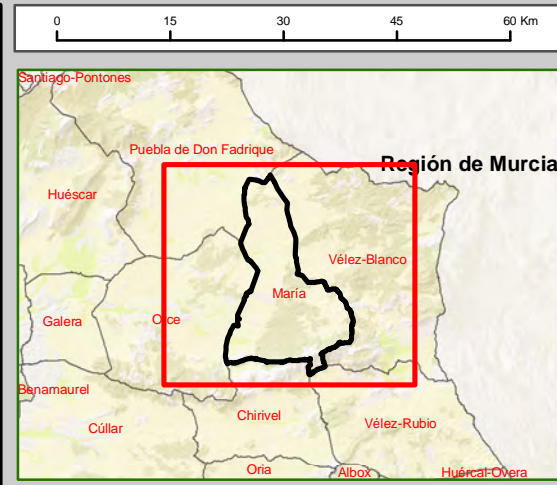 0 15 30 45 60 Km
Santiago-Pontones
Puebla de Don Fadrique
Región de Murcia
Huéscar
Vélez-Blanco
María
Galera
Orce
Benamaurel
Chirivel
Vélez-Rubio
Cúllar
Oria
Albox
Huércal-Overa